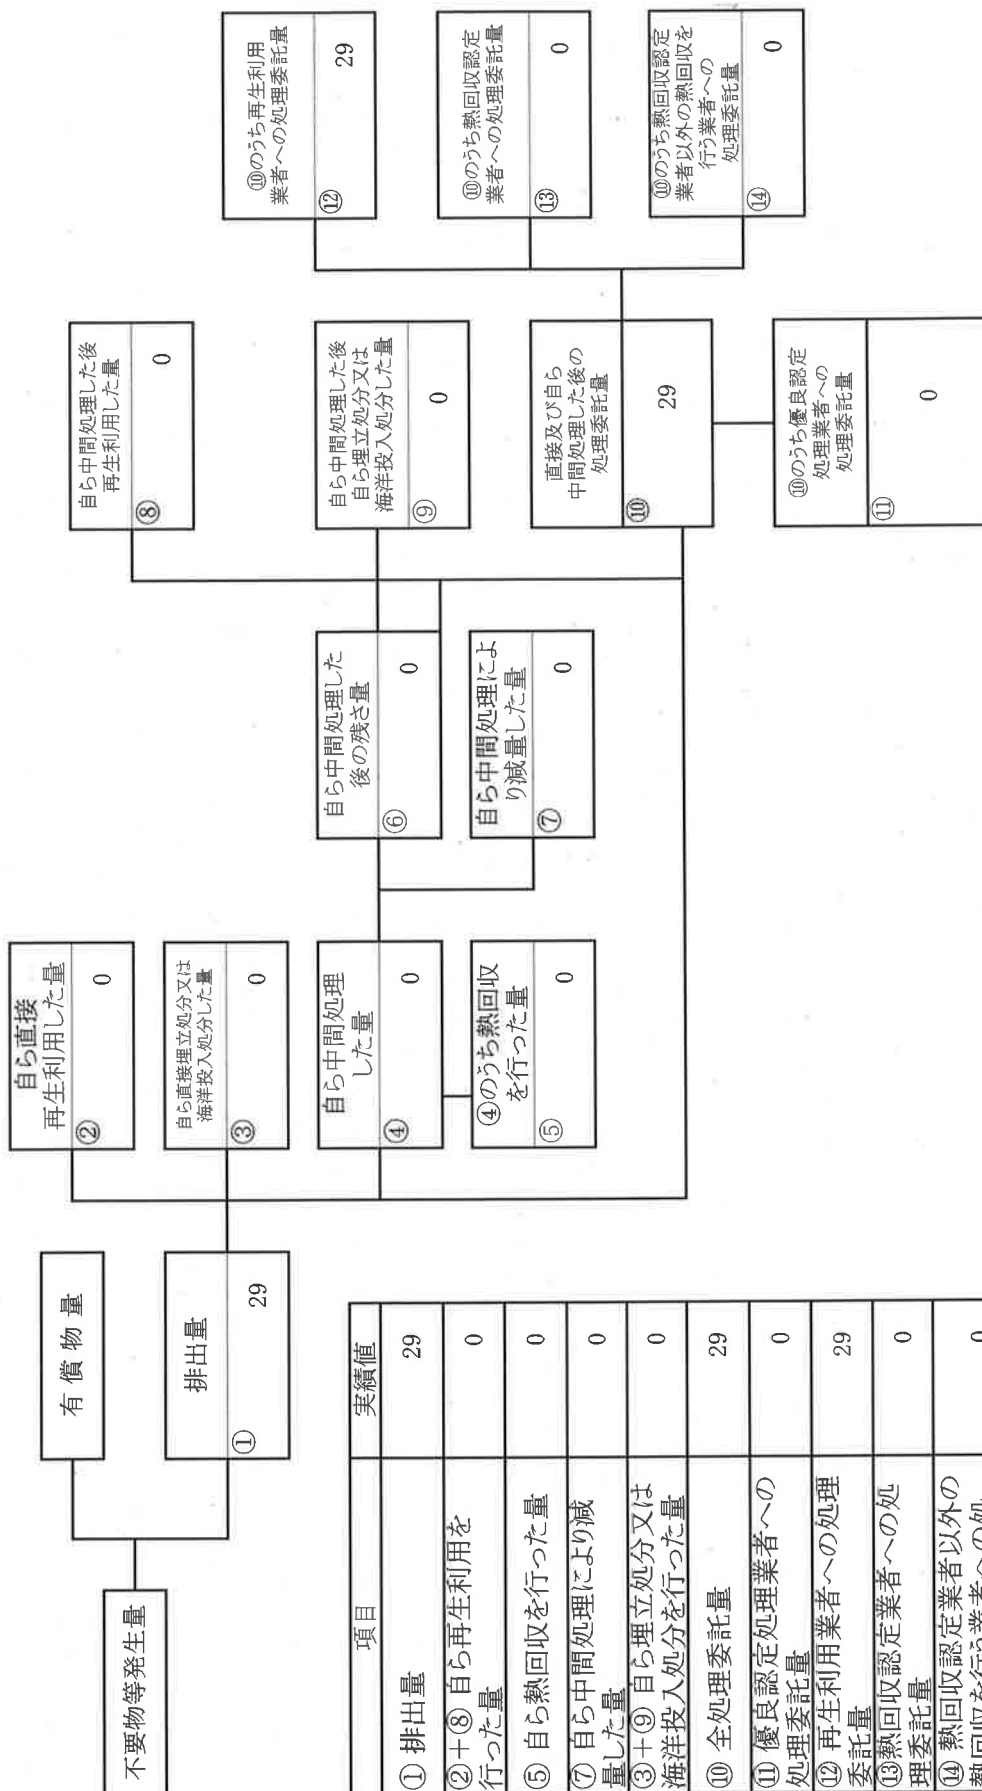 不要物等発生量
有償物量
排出量
①
29
自ら直接
再生利用した量
②
0
自ら直接埋立処分又は
海洋投入処分した量
③
0
自ら中間処理
した量
④
0
④のうち熱回収
を行った量
⑤
0
自ら中間処理した
後の残さ量
⑥
0
自ら中間処理によ
り減量した量
⑦
0
自ら中間処理した後
再生利用した量
⑧
0
自ら中間処理した後
自ら埋立処分又は
海洋投入処分した量
⑨
0
直接及び自ら
中間処理した後の
処理委託量
⑩
29
⑩のうち優良認定
処理業者への
処理委託量
⑪
0
⑩のうち再生利用
業者への処理委託量
⑫
29
⑩のうち熱回収認定
業者への処理委託量
⑬
0
⑩のうち熱回収認定
業者以外の熱回収を
行う業者への
処理委託量
⑭
0
項目 実績値
① 排出量 29
②+⑧ 自ら再生利用を
行った量 0
⑤ 自ら熱回収を行った量 0
⑦ 自ら中間処理により減
量した量 0
③+⑨ 自ら埋立処分又は
海洋投入処分を行った量 0
⑩ 全処理委託量 29
⑪ 優良認定処理業者への
処理委託量 0
⑫ 再生利用業者への処理
委託量 29
⑬熱回収認定業者への処
理委託量 0
⑭ 熱回収認定業者以外の
熱回収を行う業者への処 0